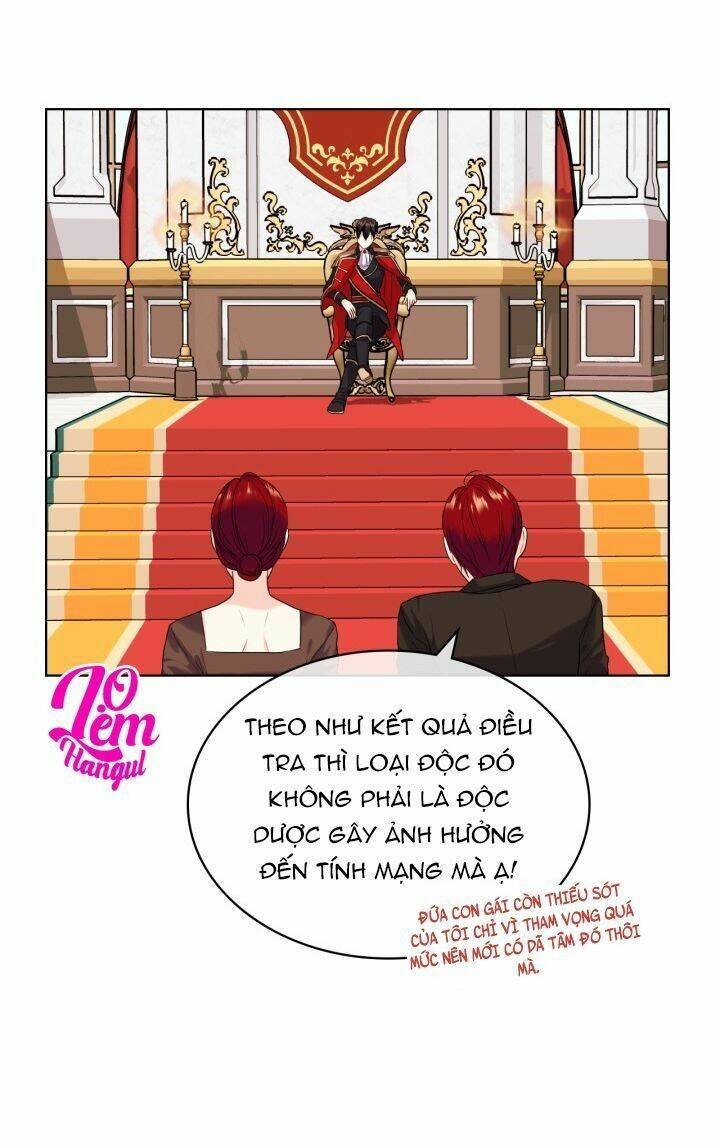 LO
LEM
HANGUL
THEO NHƯ KẾT QUẢ ĐIỀU
TRA THÌ LOẠI ĐỘC ĐÓ
KHÔNG PHẢI LÀ ĐỘC
DƯỢC GÂY ẢNH HƯỞNG
ĐẾN TÍNH MẠNG MÀ Ạ!
ĐỨA CON GÁI CÒN THIẾU SÓT
CỦA TÔI CHỈ VÌ THAM VỌNG QUÁ
MỨC NÊN MỚI CÓ DÃ TÂM ĐÓ THÔI
MÀ.